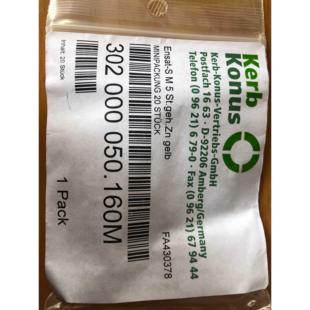 Kerb
Konus
Kerb-Konus-Vertriebs-GmbH
Postfach 16 63 · D-92206 Amberg/Germany
Telefon (0 96 21) 6 79-0 · Fax (0 96 21) 67 94 44
Ensat-S M 5 St.geh.Zn gelb
MINIPACKUNG 20 STÜCK
FA430378
302 000 050.160M
1 Pack
Inhalt: 20 Stück